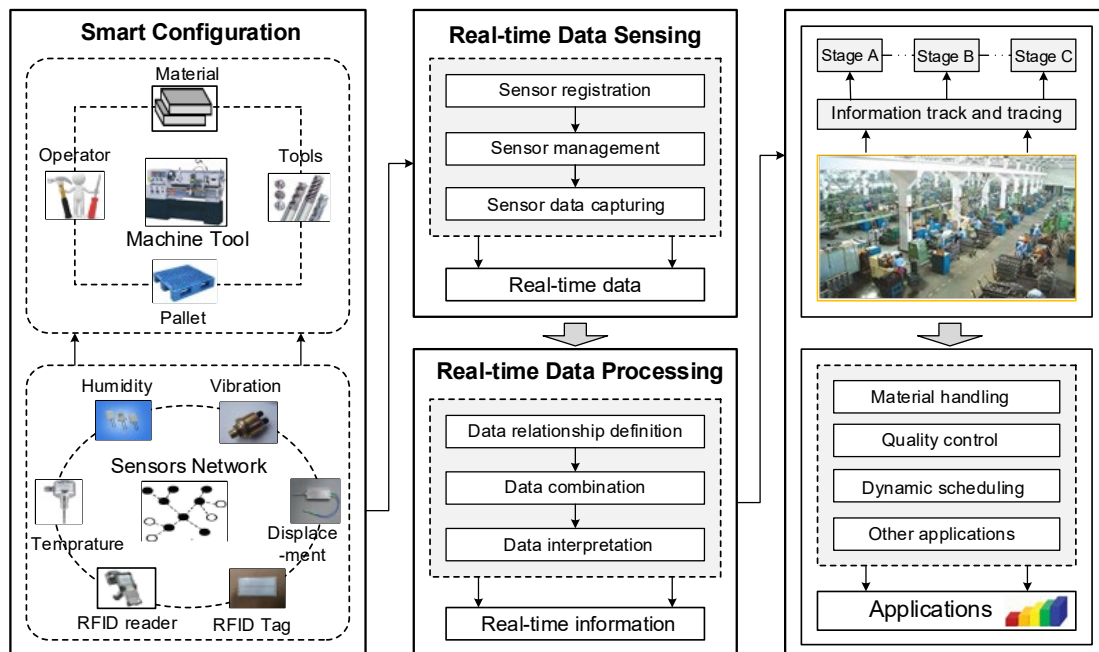 Smart Configuration
Material
Operator
Tools
Machine Tool
Pallet
Humidity
Vibration
Sensors Network
Temprature
Displace
-ment
RFID reader
RFID Tag
Real-time Data Sensing
Sensor registration
Sensor management
Sensor data capturing
Real-time data
Real-time Data Processing
Data relationship definition
Data combination
Data interpretation
Real-time information
Stage A
Stage B
Stage C
Information track and tracing
Material handling
Quality control
Dynamic scheduling
Other applications
Applications